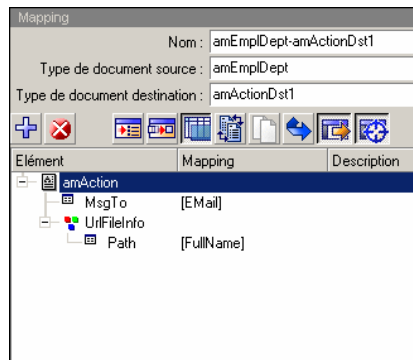 Mapping
Nom : amEmplDept-amActionDst1
Type de document source : amEmplDept
Type de document destination : amActionDst1
Elément Mapping Description
amAction
MsgTo [EMail]
UrlFileInfo
Path [FullName]